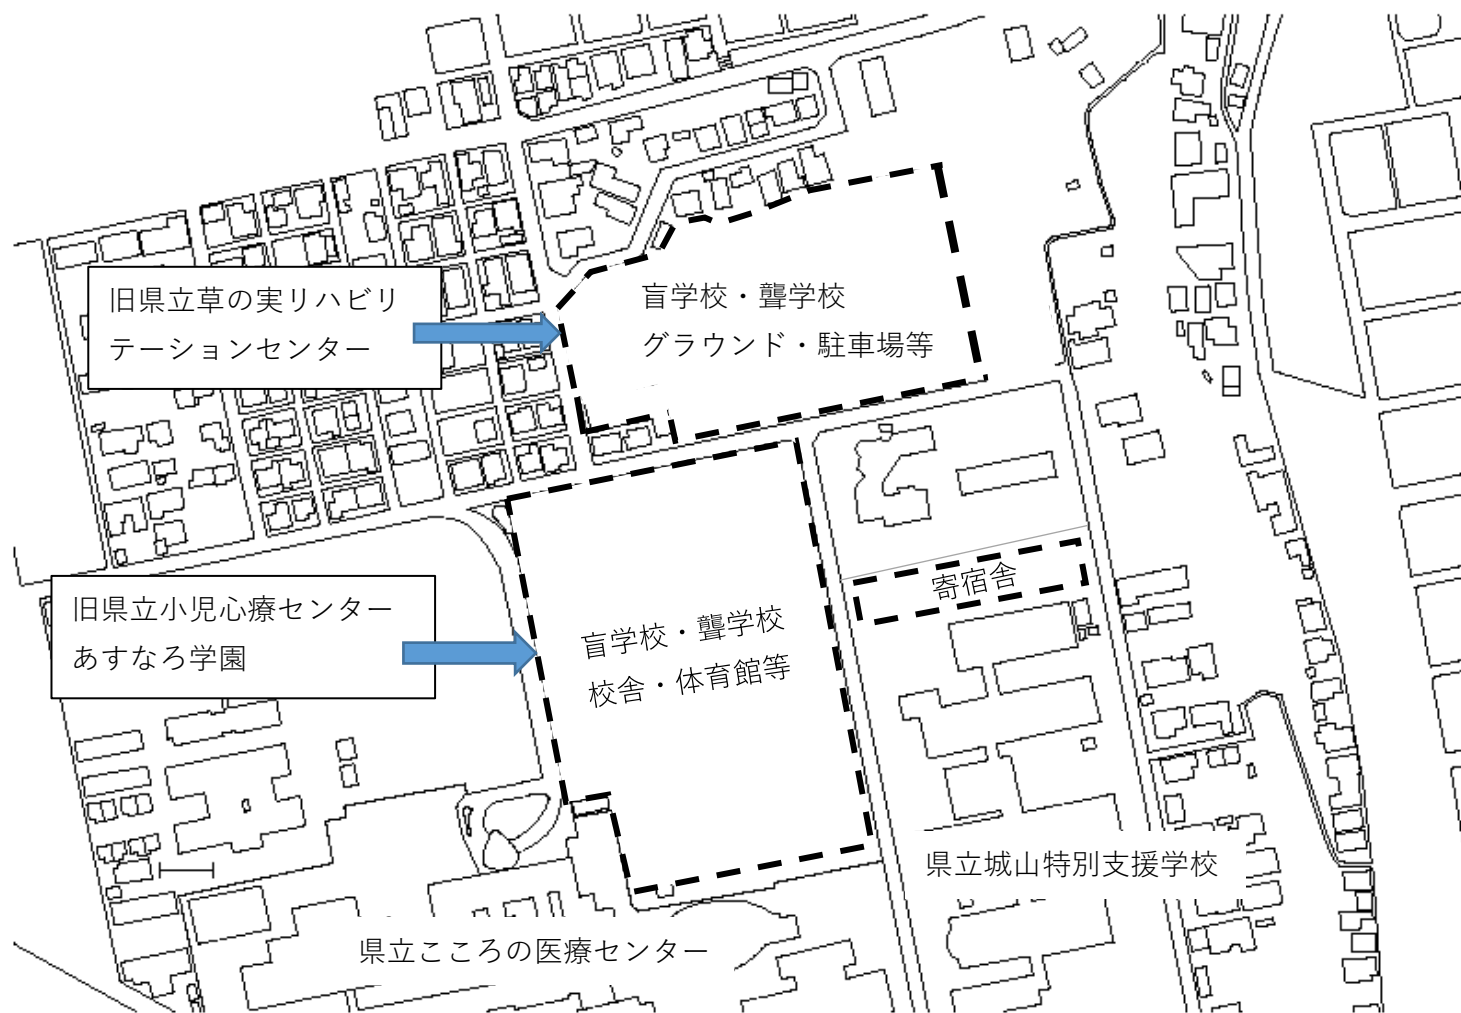 旧県立草の実リハビリ
テーションセンター
盲学校・聾学校
グラウンド・駐車場等
寄宿舎
旧県立小児心療センター
あすなろ学園
盲学校・聾学校
校舎・体育館等
県立城山特別支援学校
県立こころの医療センター